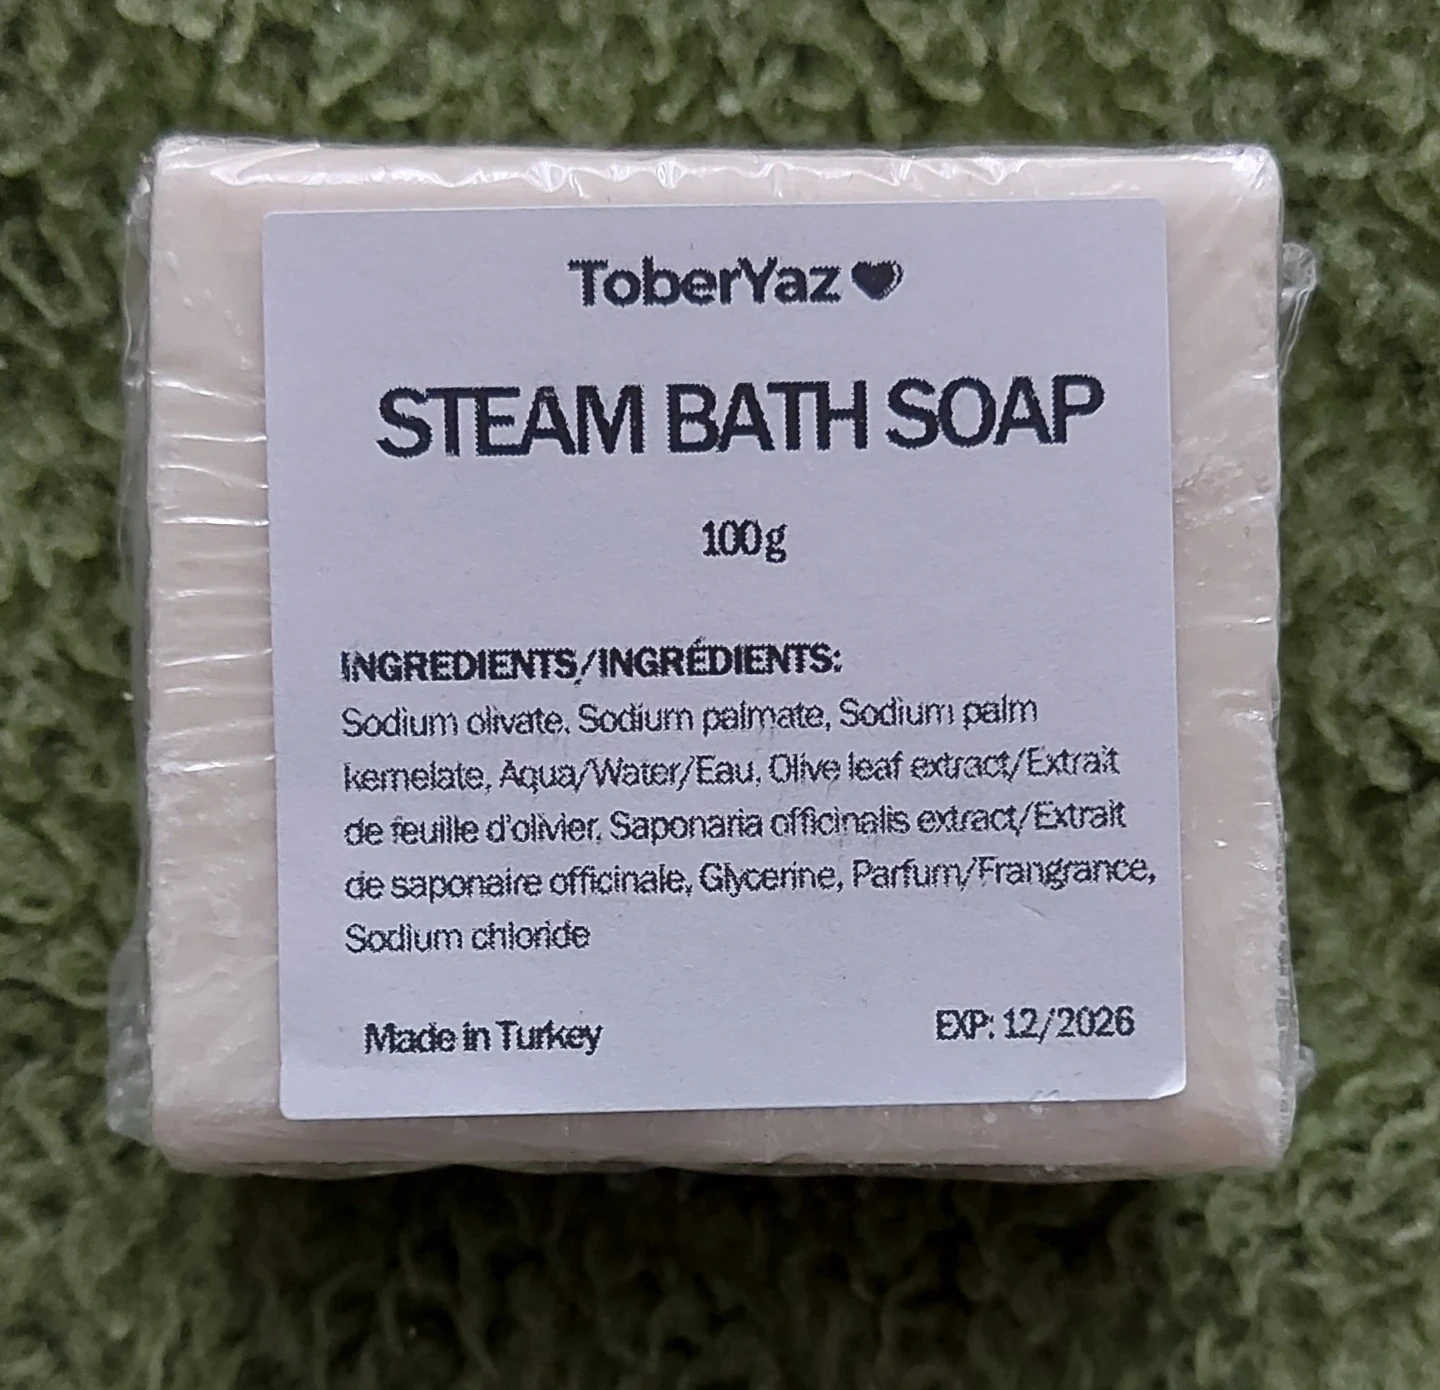 ToberYaz
STEAM BATH SOAP
100g
INGREDIENTS/INGRÉDIENTS:
Sodium olivate, Sodium palmate, Sodium palm
kernelate, Aqua/Water/Eau, Olive leaf extract/Extrait
de feuille d'olivier, Saponaria officinalis extract/Extrait
de saponaire officinale, Glycerine, Parfum/Frangrance,
Sodium chloride
Made in Turkey
EXP: 12/2026